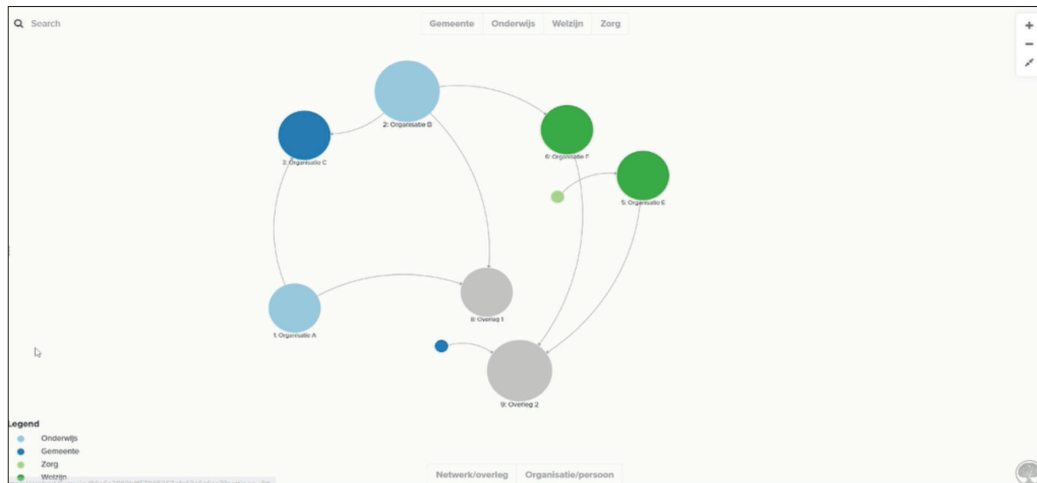 Search
Gemeente Onderwijs Welzijn Zorg
2: Organisatie B
3: Organisatie C
6: Organisatie F
5: Organisatie E
8: Overleg 1
1: Organisatie A
9: Overleg 2
Legend
Onderwijs
Gemeente
Zorg
Welzijn
Netwerk/overleg Organisatie/persoon